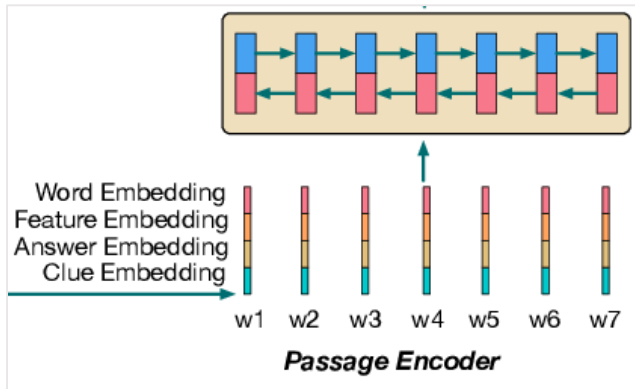 Word Embedding
Feature Embedding
Answer Embedding
Clue Embedding
w1 w2 w3 w4 w5 w6 w7
Passage Encoder